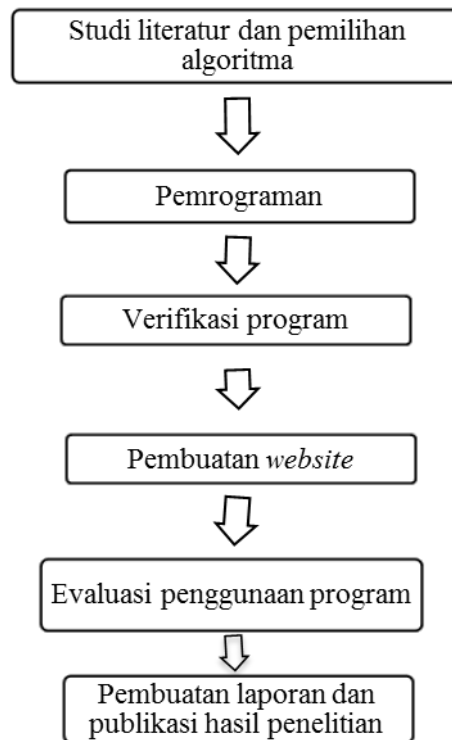 Studi literatur dan pemilihan
algoritma
Pemrograman
Verifikasi program
Pembuatan website
Evaluasi penggunaan program
Pembuatan laporan dan
publikasi hasil penelitian